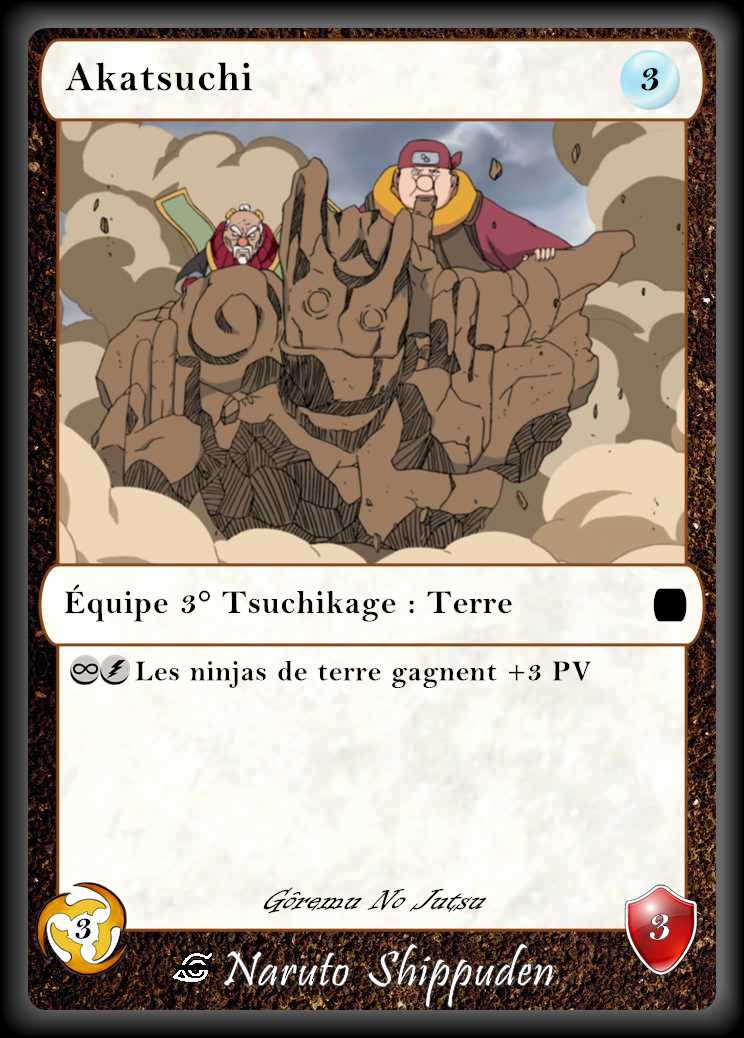 Akatsuchi
3
Équipe 3° Tsuchikage : Terre
Les ninjas de terre gagnent +3 PV
Gôremu No Jutsu
3
3
Naruto Shippuden